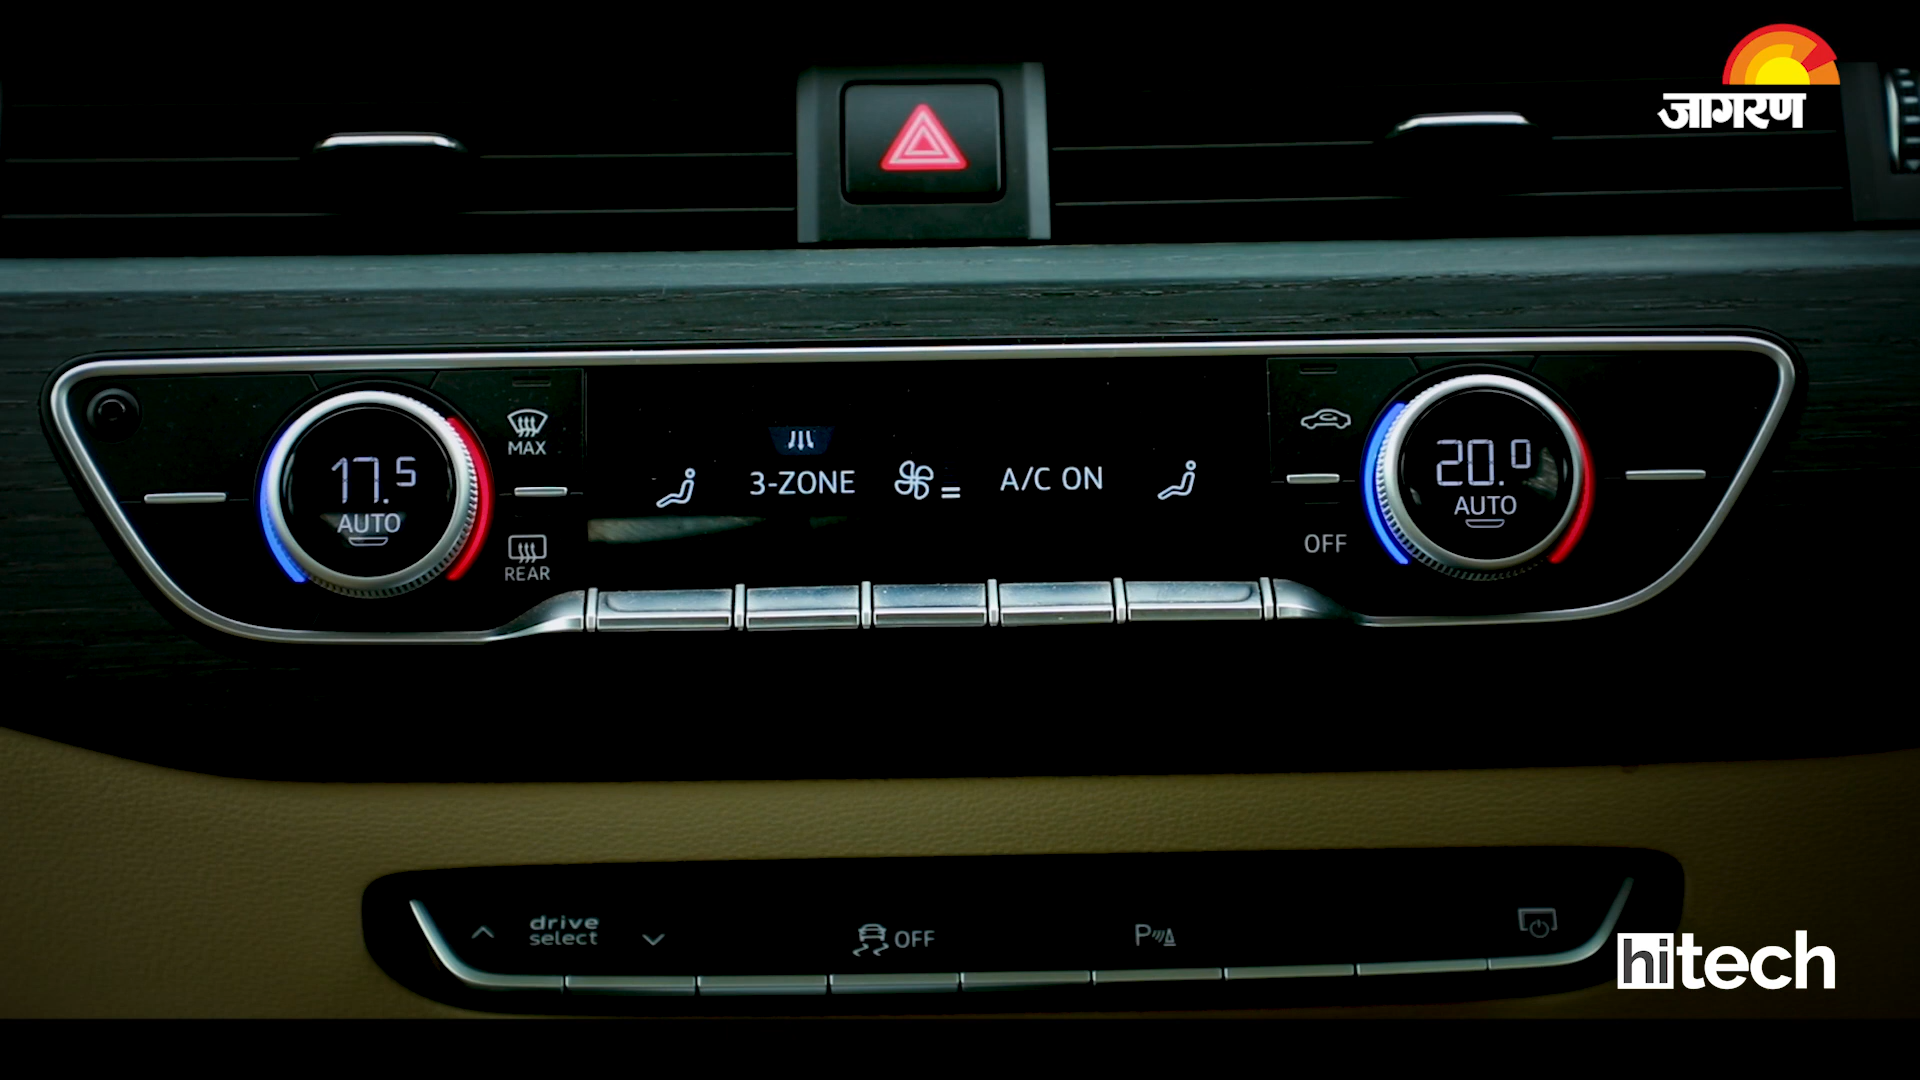 जागरण
17.5
AUTO
MAX
REAR
3-ZONE
A/C ON
OFF
20.0
AUTO
drive
select
OFF
P
hitech